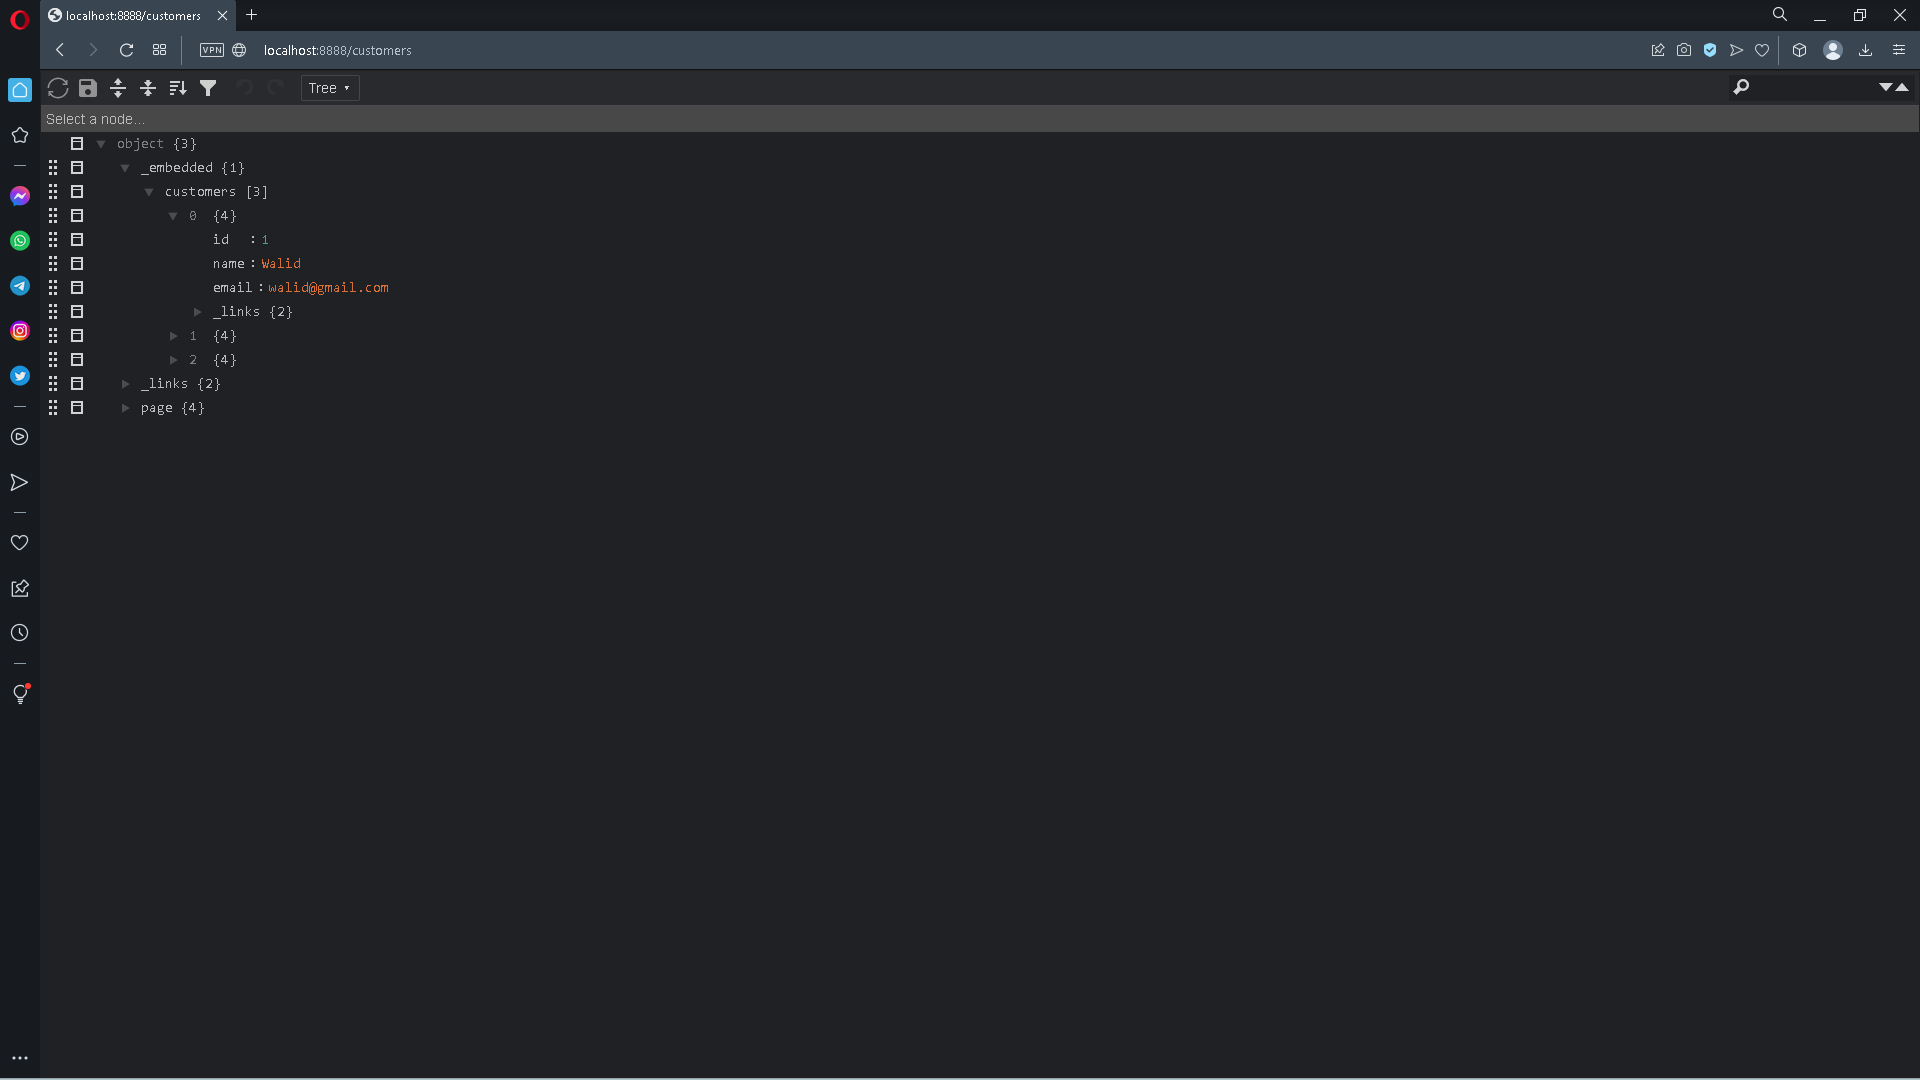 localhost:8888/customers
VPN
localhost:8888/customers
Tree
Select a node...
object {3}
_embedded {1}
customers [3]
0 {4}
id : 1
name : Walid
email : walid@gmail.com
_links {2}
1 {4}
2 {4}
_links {2}
page {4}